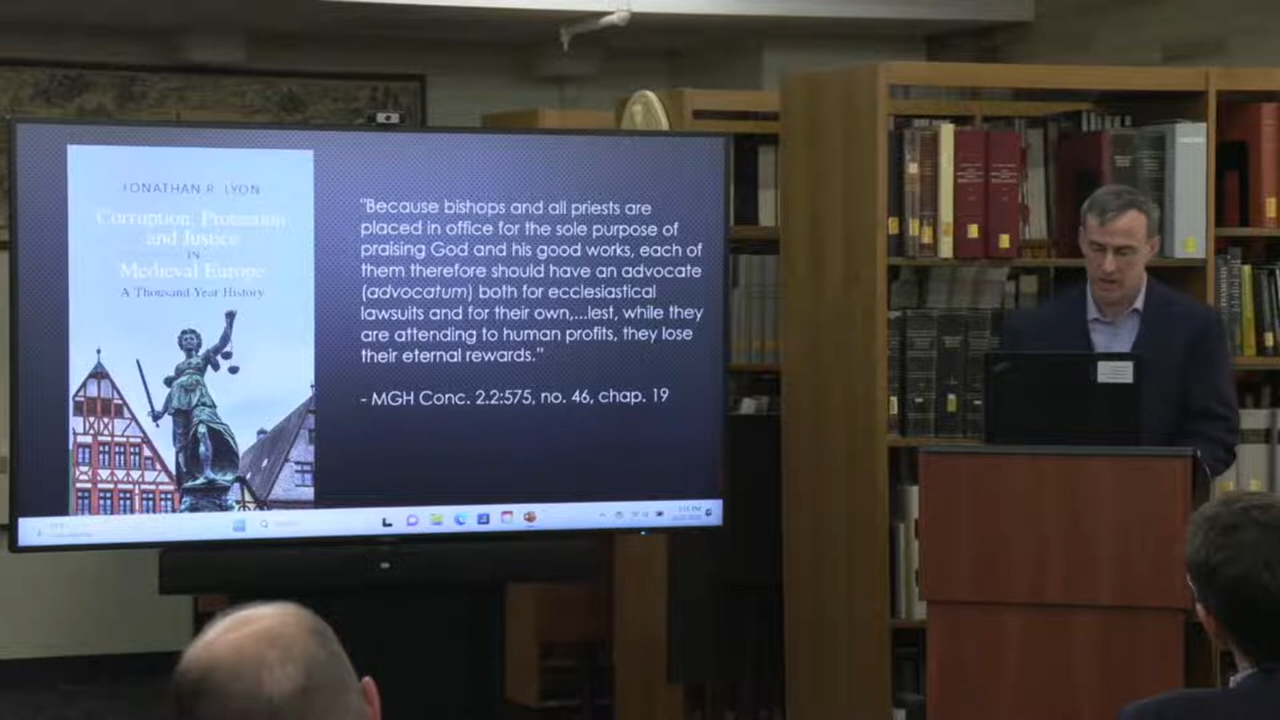 JONATHAN R. LYON
Corruption, Protection
and Justice
IN
Medieval Europe
A Thousand-Year History
"Because bishops and all priests are
placed in office for the sole purpose of
praising God and his good works, each of
them therefore should have an advocate
(advocatum) both for ecclesiastical
lawsuits and for their own,...lest, while they
are attending to human profits, they lose
their eternal rewards."
- MGH Conc. 2.2:575, no. 46, chap. 19